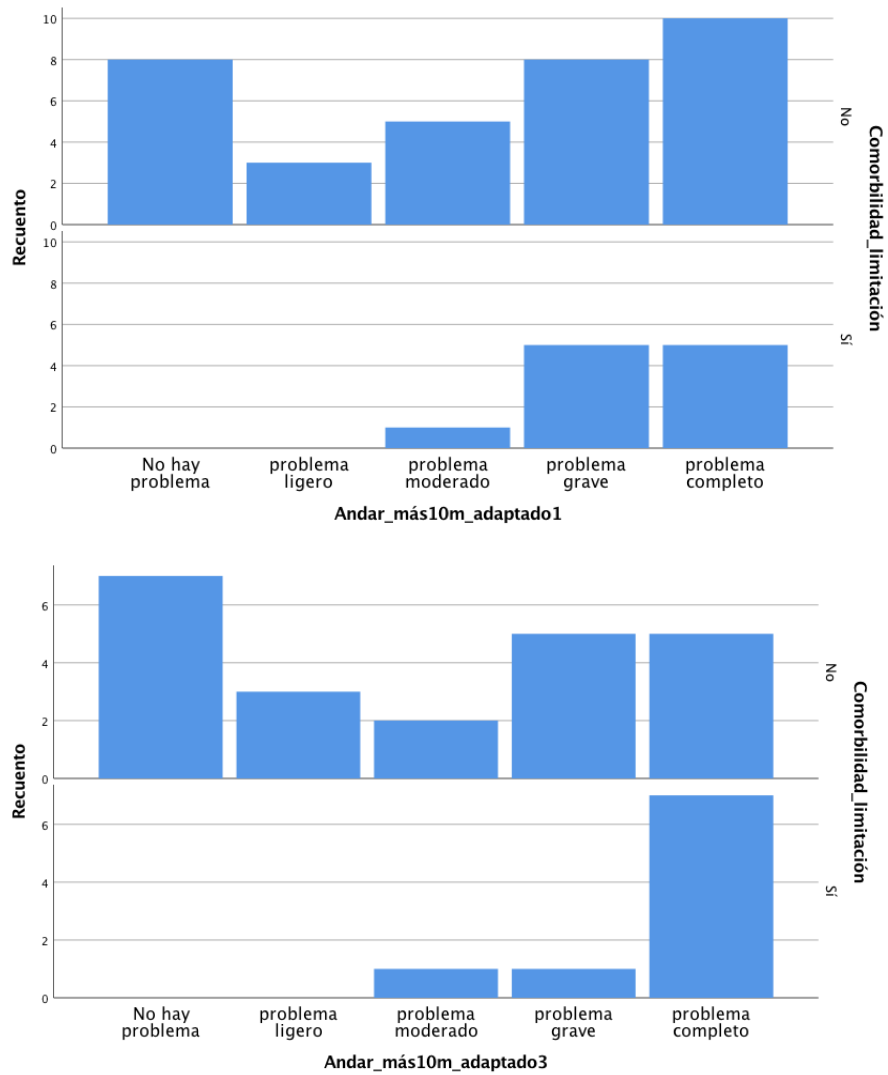 10
8
6
4
2
0
No
10
8
6
4
2
0
Sí
Recuento
Comorbilidad_limitación
No hay
problema
problema
ligero
problema
moderado
problema
grave
problema
completo
Andar_más10m_adaptado1
6
4
2
0
No
6
4
2
0
Sí
Recuento
Comorbilidad_limitación
No hay
problema
problema
ligero
problema
moderado
problema
grave
problema
completo
Andar_más10m_adaptado3